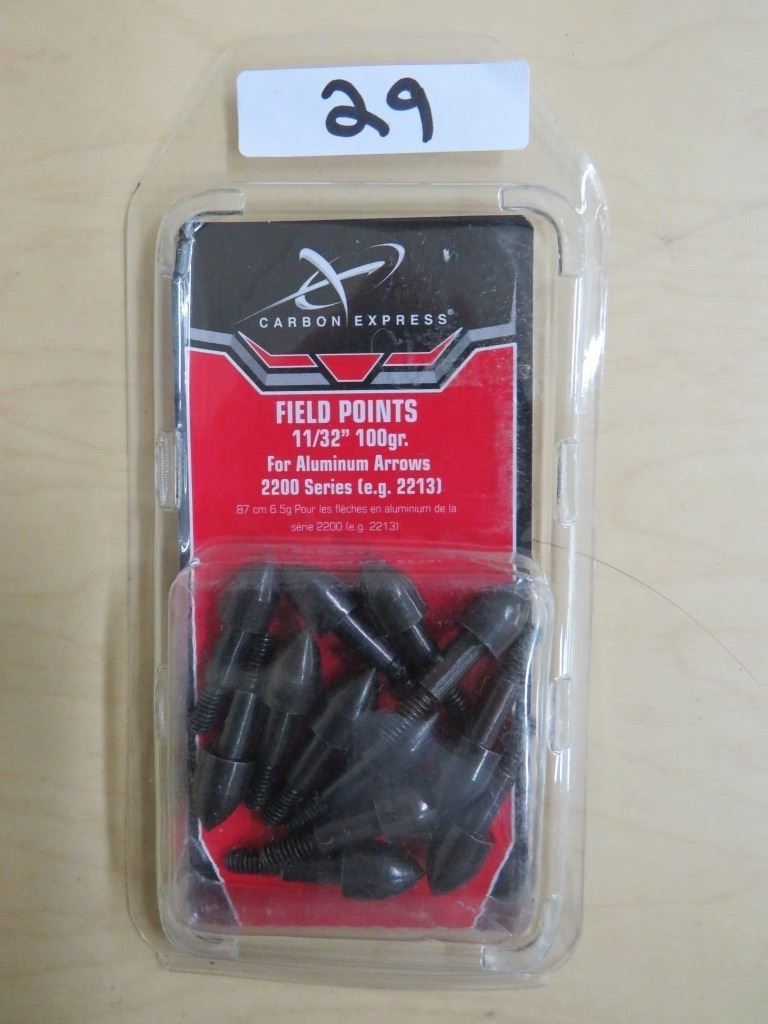 29
CARBON EXPRESS®
FIELD POINTS
11/32” 100gr.
For Aluminum Arrows
2200 Series (e.g. 2213)
.87 cm 6.5g Pour les flèches en aluminium de la
série 2200 (e.g. 2213)